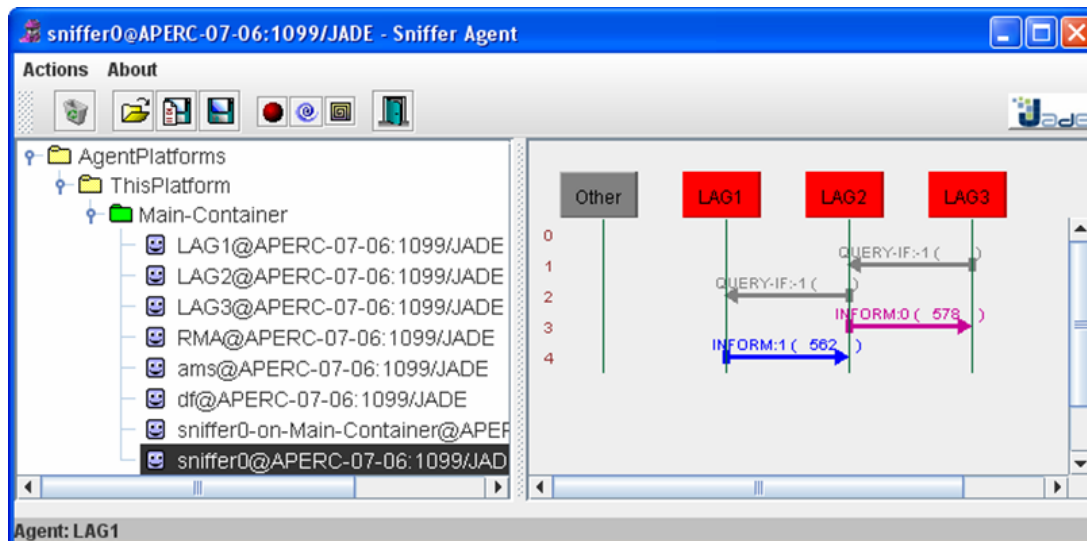 sniffer0@APERC-07-06:1099/JADE - Sniffer Agent
Actions About
Jade
AgentPlatforms
ThisPlatform
Main-Container
LAG1@APERC-07-06:1099/JADE
LAG2@APERC-07-06:1099/JADE
LAG3@APERC-07-06:1099/JADE
RMA@APERC-07-06:1099/JADE
ams@APERC-07-06:1099/JADE
df@APERC-07-06:1099/JADE
sniffer0-on-Main-Container@APER
sniffer0@APERC-07-06:1099/JAD
Other LAG1 LAG2 LAG3
0
QUERY-IF:-1 ( )
1
QUERY-IF:-1 ( )
2
INFORM:0 ( 578 )
3
INFORM:1 ( 562 )
4
Agent: LAG1